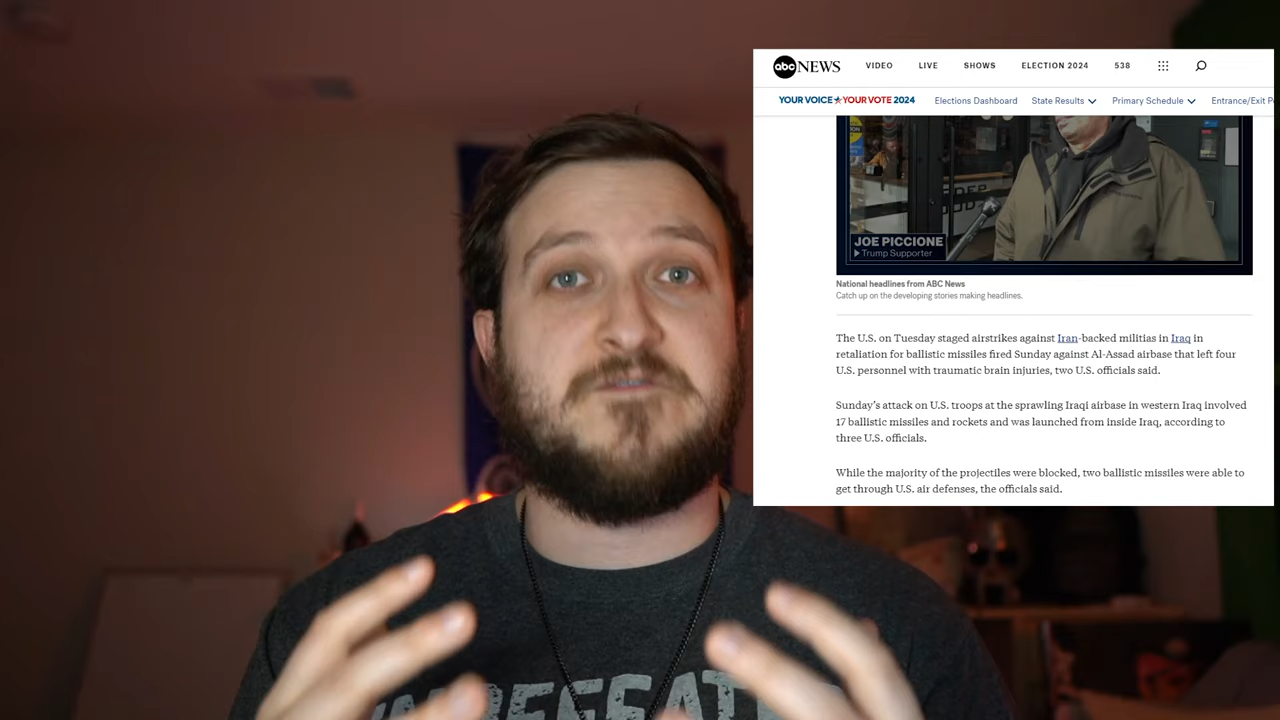 abc NEWS VIDEO LIVE SHOWS ELECTION 2024 538
YOUR VOICE YOUR VOTE 2024 Elections Dashboard State Results Primary Schedule Entrance/Exit P
JOE PICCIONE
Trump Supporter
National headlines from ABC News
Catch up on the developing stories making headlines.
The U.S. on Tuesday staged airstrikes against Iran-backed militias in Iraq in
retaliation for ballistic missiles fired Sunday against Al-Assad airbase that left four
U.S. personnel with traumatic brain injuries, two U.S. officials said.
Sunday's attack on U.S. troops at the sprawling Iraqi airbase in western Iraq involved
17 ballistic missiles and rockets and was launched from inside Iraq, according to
three U.S. officials.
While the majority of the projectiles were blocked, two ballistic missiles were able to
get through U.S. air defenses, the officials said.